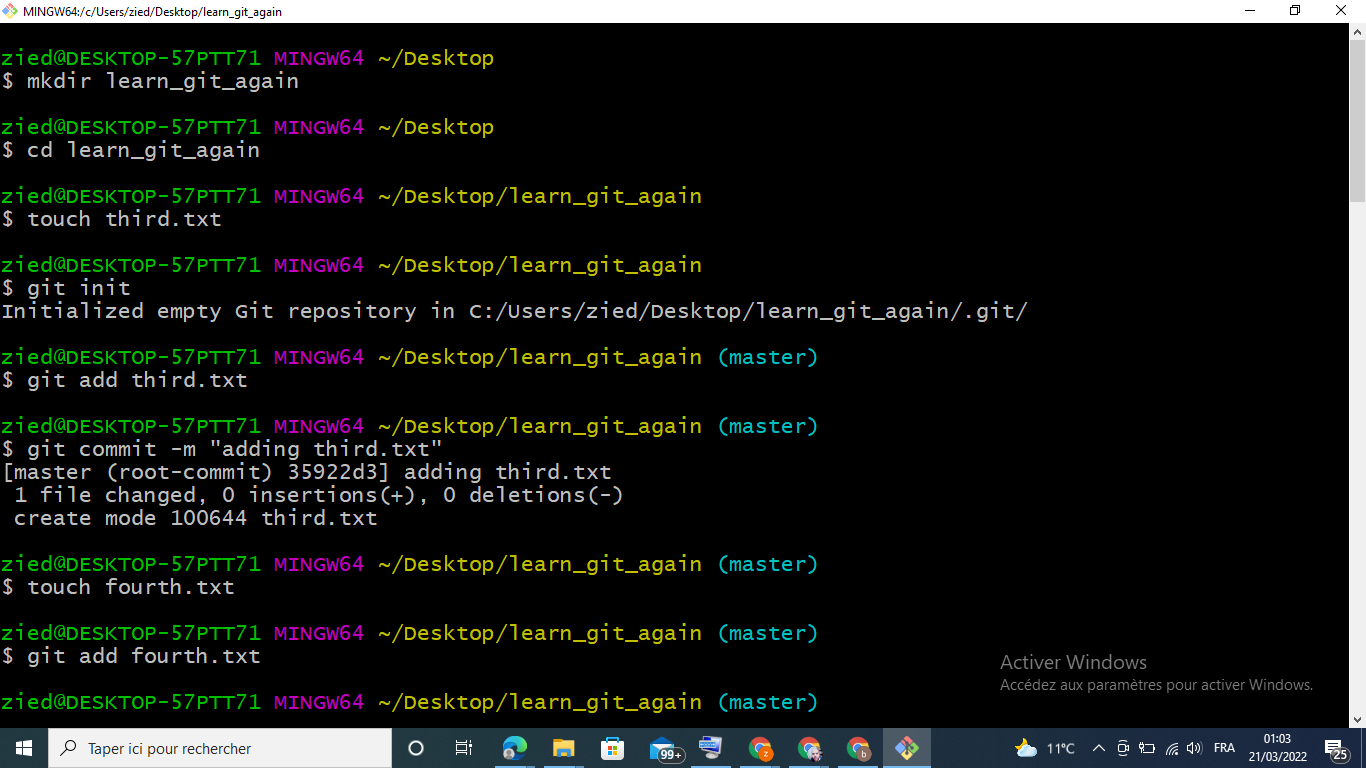 MINGW64:/c/Users/zied/Desktop/learn_git_again
zied@DESKTOP-57PTT71 MINGW64 ~/Desktop
$ mkdir learn_git_again
zied@DESKTOP-57PTT71 MINGW64 ~/Desktop
$ cd learn_git_again
zied@DESKTOP-57PTT71 MINGW64 ~/Desktop/learn_git_again
$ touch third.txt
zied@DESKTOP-57PTT71 MINGW64 ~/Desktop/learn_git_again
$ git init
Initialized empty Git repository in C:/Users/zied/Desktop/learn_git_again/.git/
zied@DESKTOP-57PTT71 MINGW64 ~/Desktop/learn_git_again (master)
$ git add third.txt
zied@DESKTOP-57PTT71 MINGW64 ~/Desktop/learn_git_again (master)
$ git commit -m "adding third.txt"
[master (root-commit) 35922d3] adding third.txt
 1 file changed, 0 insertions(+), 0 deletions(-)
 create mode 100644 third.txt
zied@DESKTOP-57PTT71 MINGW64 ~/Desktop/learn_git_again (master)
$ touch fourth.txt
zied@DESKTOP-57PTT71 MINGW64 ~/Desktop/learn_git_again (master)
$ git add fourth.txt
zied@DESKTOP-57PTT71 MINGW64 ~/Desktop/learn_git_again (master)
Activer Windows
Accédez aux paramètres pour activer Windows.
Taper ici pour rechercher
99+
z
b
11°C
FRA
01:03
21/03/2022
25